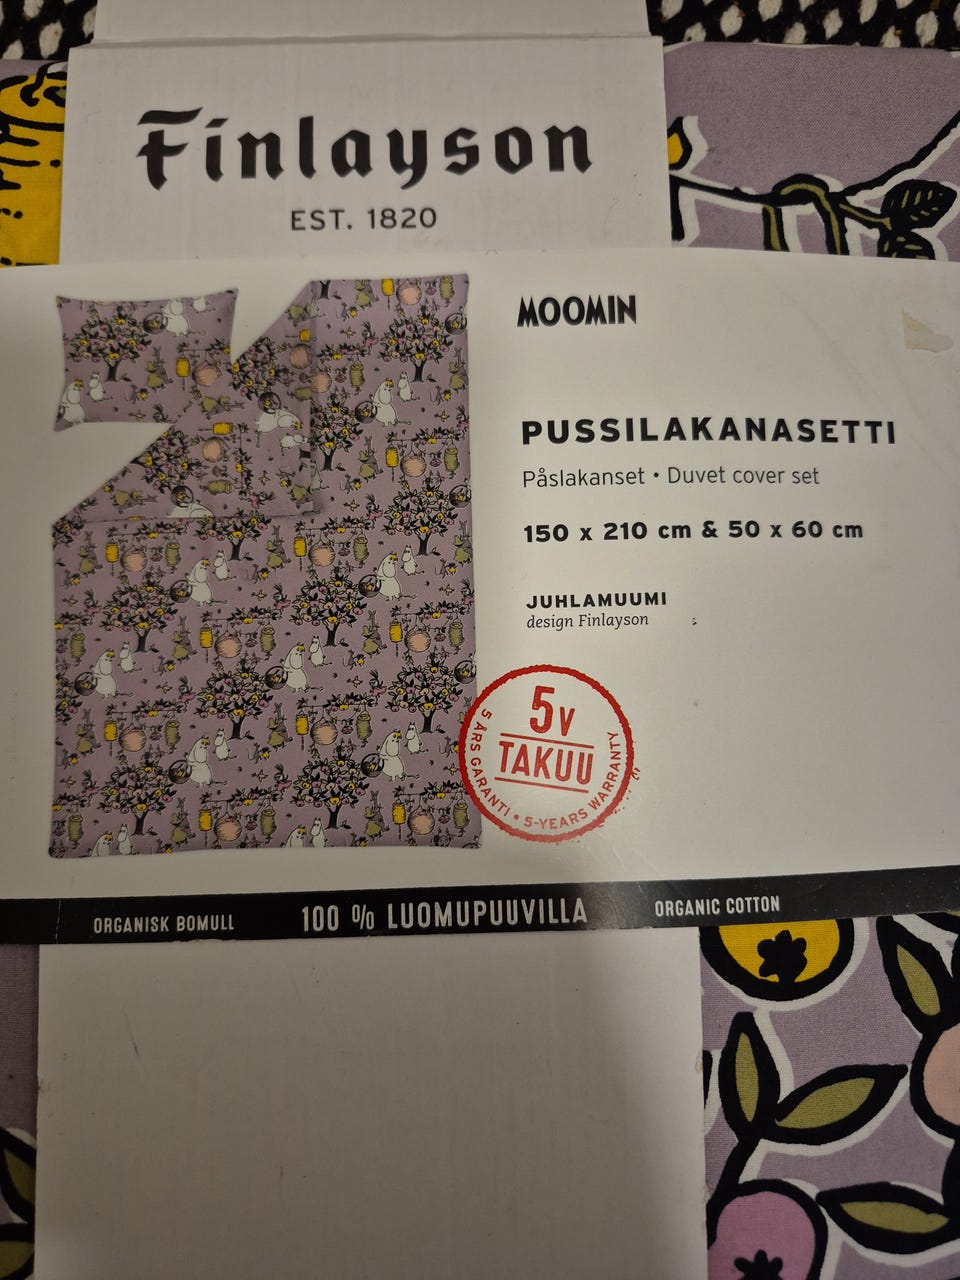 Finlayson
EST. 1820
MOOMIN
PUSSILAKANASETTI
Påslakanset • Duvet cover set
150 x 210 cm & 50 x 60 cm
JUHLAMUUMI
design Finlayson
5v
TAKUU
5 ÅRS GARANTI • 5-YEARS WARRANTY
ORGANISK BOMULL 100 % LUOMUPUUVILLA ORGANIC COTTON